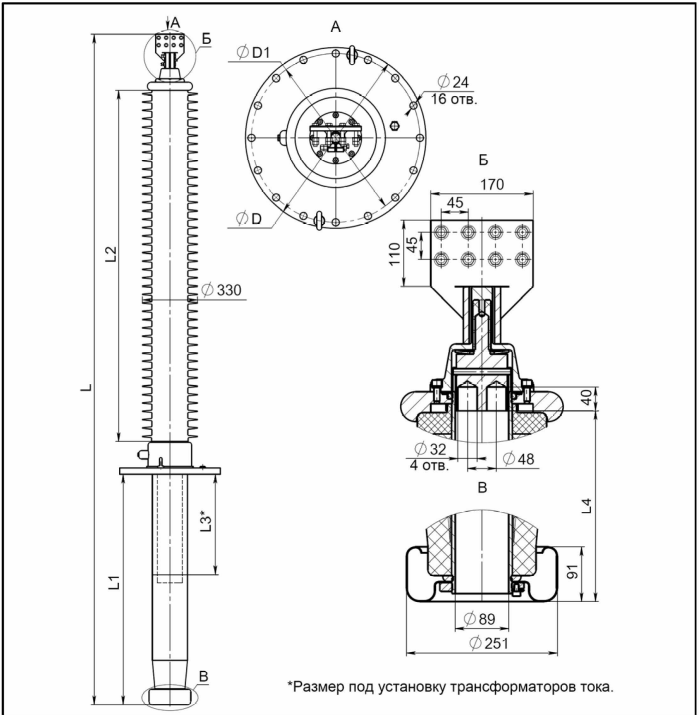 А
Б
А
Б
⌀ D1
⌀ 24
16 отв.
⌀ D
170
45
110
45
L2
⌀ 330
L
40
⌀ 32
4 отв.
⌀ 48
В
L3*
L4
L1
91
⌀ 89
⌀ 251
В
*Размер под установку трансформаторов тока.